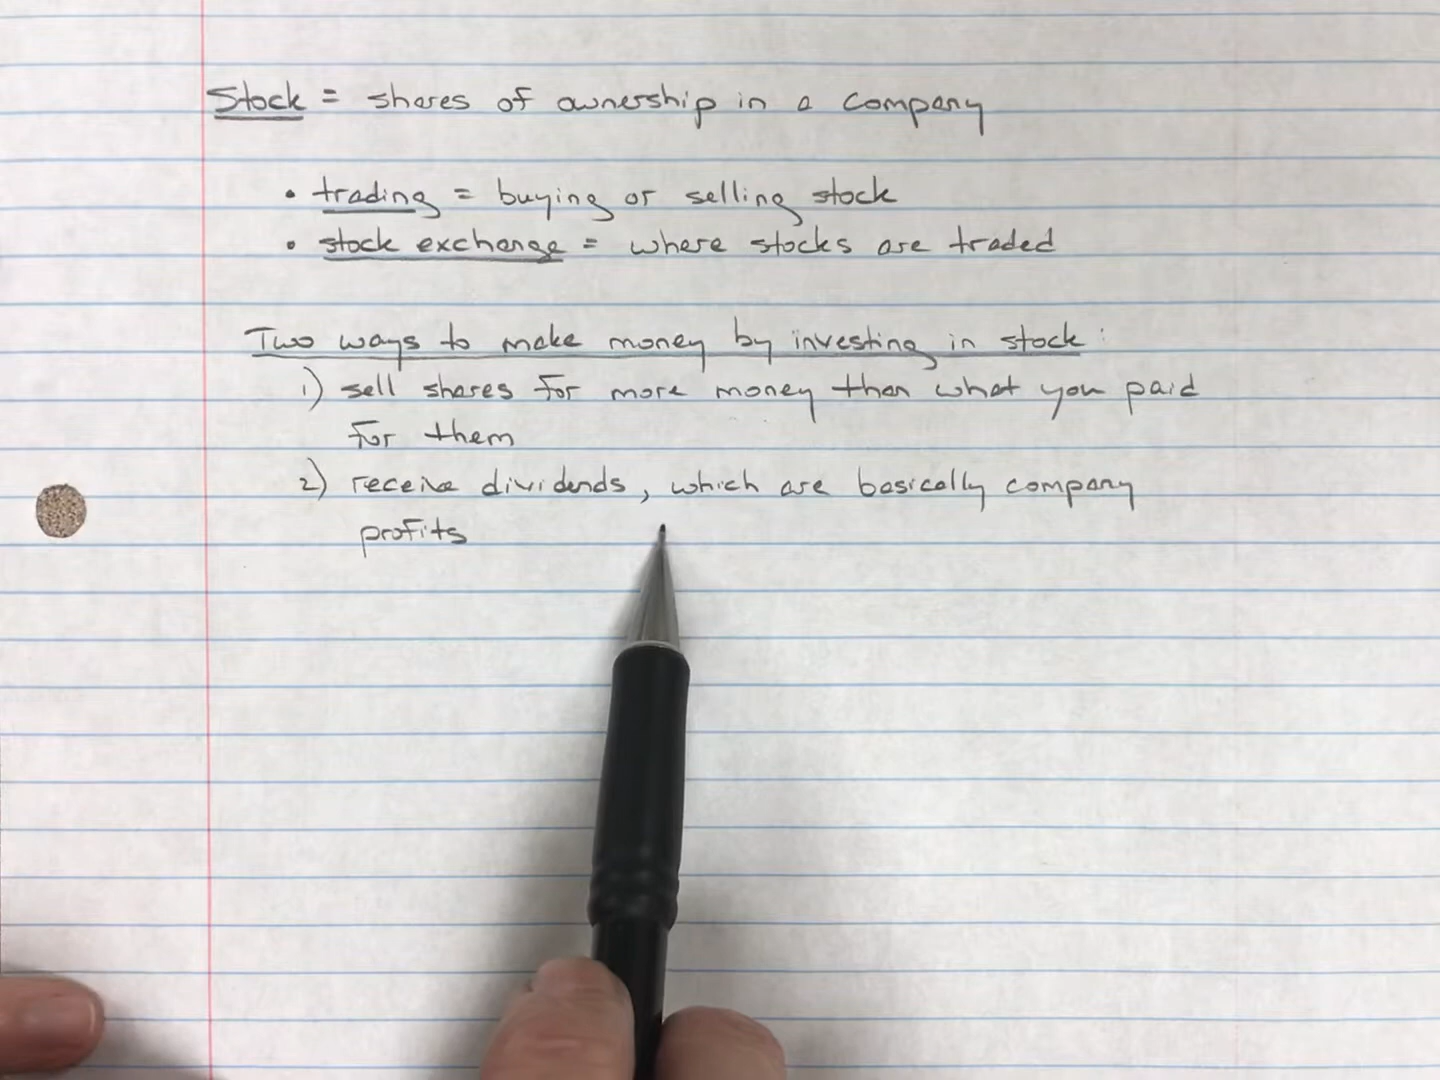 Stock = shares of ownership in a company
• trading = buying or selling stock
• stock exchange = where stocks are traded
Two ways to make money by investing in stock:
1) sell shares for more money than what you paid
for them
2) receive dividends, which are basically company
profits